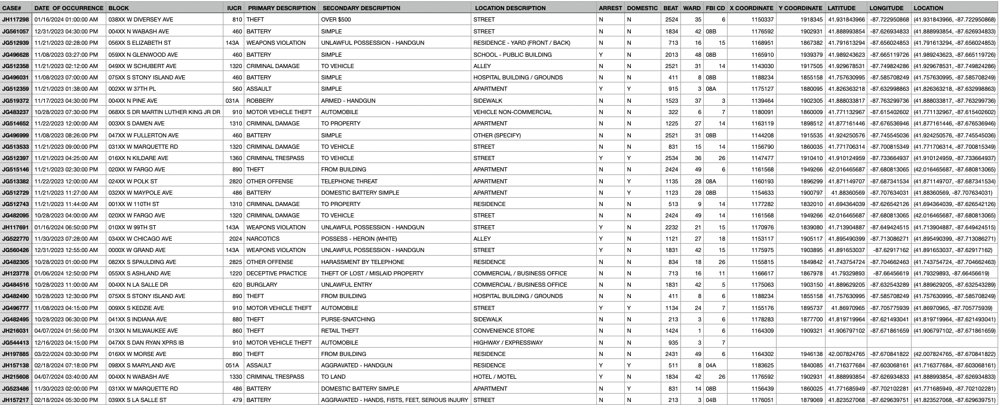 CASE# DATE OF OCCURRENCE BLOCK IUCR PRIMARY DESCRIPTION SECONDARY DESCRIPTION LOCATION DESCRIPTION ARREST DOMESTIC BEAT WARD FBI CD X COORDINATE Y COORDINATE LATITUDE LONGITUDE LOCATION
JH117298 01/16/2024 01:00:00 AM 038XX W DIVERSEY AVE 810 THEFT OVER $500 STREET N N 2524 35 6 1150337 1918345 41.931843966 -87.722950868 (41.931843966, -87.722950868)
JG561057 12/31/2023 04:30:00 AM 004XX N WABASH AVE 460 BATTERY SIMPLE STREET N N 1834 42 08B 1176592 1902931 41.888993854 -87.626934833 (41.888993854, -87.626934833)
JG512939 11/21/2023 02:28:00 PM 056XX S ELIZABETH ST 143A WEAPONS VIOLATION UNLAWFUL POSSESSION - HANDGUN RESIDENCE - YARD (FRONT / BACK) N N 713 16 15 1168951 1867382 41.791613294 -87.656024853 (41.791613294, -87.656024853)
JG496628 11/08/2023 03:27:00 PM 059XX N GLENWOOD AVE 460 BATTERY SIMPLE SCHOOL - PUBLIC BUILDING Y N 2013 48 08B 1165910 1939379 41.989243623 -87.665119726 (41.989243623, -87.665119726)
JG512358 11/21/2023 02:12:00 AM 049XX W SCHUBERT AVE 1320 CRIMINAL DAMAGE TO VEHICLE ALLEY N N 2521 31 14 1143030 1917505 41.929678531 -87.749824286 (41.929678531, -87.749824286)
JG496031 11/08/2023 07:00:00 AM 075XX S STONY ISLAND AVE 460 BATTERY SIMPLE HOSPITAL BUILDING / GROUNDS N N 411 8 08B 1188234 1855158 41.757630995 -87.585708249 (41.757630995, -87.585708249)
JG512359 11/21/2023 01:38:00 AM 002XX W 37TH PL 560 ASSAULT SIMPLE APARTMENT Y Y 915 3 08A 1175127 1880095 41.826363218 -87.632998863 (41.826363218, -87.632998863)
JG519372 11/17/2023 04:30:00 PM 004XX N PINE AVE 031A ROBBERY ARMED - HANDGUN SIDEWALK N N 1523 37 3 1139464 1902305 41.888033817 -87.763299736 (41.888033817, -87.763299736)
JG483237 10/28/2023 07:30:00 PM 068XX S DR MARTIN LUTHER KING JR DR 910 MOTOR VEHICLE THEFT AUTOMOBILE VEHICLE NON-COMMERCIAL N N 322 6 7 1180091 1860009 41.771132967 -87.615402602 (41.771132967, -87.615402602)
JG514652 11/22/2023 12:00:00 AM 003XX S DAMEN AVE 1310 CRIMINAL DAMAGE TO PROPERTY APARTMENT N N 1225 27 14 1163119 1898512 41.877161446 -87.676536946 (41.877161446, -87.676536946)
JG496999 11/08/2023 08:26:00 PM 047XX W FULLERTON AVE 460 BATTERY SIMPLE OTHER (SPECIFY) N N 2521 31 08B 1144208 1915535 41.924250576 -87.745545036 (41.924250576, -87.745545036)
JG513533 11/21/2023 09:00:00 PM 031XX W MARQUETTE RD 1320 CRIMINAL DAMAGE TO VEHICLE STREET N N 831 15 14 1156790 1860035 41.771706314 -87.700815349 (41.771706314, -87.700815349)
JG512397 11/21/2023 04:25:00 AM 016XX N KILDARE AVE 1360 CRIMINAL TRESPASS TO VEHICLE STREET Y Y 2534 36 26 1147477 1910410 41.910124959 -87.733664937 (41.910124959, -87.733664937)
JG515146 11/21/2023 02:30:00 PM 020XX W FARGO AVE 890 THEFT FROM BUILDING APARTMENT N N 2424 49 6 1161568 1949266 42.016465687 -87.680813065 (42.016465687, -87.680813065)
JG513382 11/22/2023 12:00:00 AM 024XX W POLK ST 2820 OTHER OFFENSE TELEPHONE THREAT APARTMENT N Y 1135 28 08A 1160193 1896299 41.871149707 -87.687341534 (41.871149707, -87.687341534)
JG512729 11/21/2023 11:27:00 AM 032XX W MAYPOLE AVE 486 BATTERY DOMESTIC BATTERY SIMPLE APARTMENT N Y 1123 28 08B 1154633 1900797 41.88360569 -87.707634031 (41.88360569, -87.707634031)
JG512743 11/21/2023 11:44:00 AM 001XX W 110TH ST 1310 CRIMINAL DAMAGE TO PROPERTY RESIDENCE N N 513 9 14 1177282 1832010 41.694364039 -87.626542126 (41.694364039, -87.626542126)
JG482095 10/28/2023 04:00:00 AM 020XX W FARGO AVE 1320 CRIMINAL DAMAGE TO VEHICLE STREET N N 2424 49 14 1161568 1949266 42.016465687 -87.680813065 (42.016465687, -87.680813065)
JH117691 01/16/2024 06:50:00 PM 010XX W 99TH ST 143A WEAPONS VIOLATION UNLAWFUL POSSESSION - HANDGUN STREET Y N 2232 21 15 1170976 1839080 41.713904887 -87.649424515 (41.713904887, -87.649424515)
JG522770 11/30/2023 07:28:00 AM 034XX W CHICAGO AVE 2024 NARCOTICS POSSESS - HEROIN (WHITE) ALLEY Y N 1121 27 18 1153117 1905117 41.895490399 -87.713086271 (41.895490399, -87.713086271)
JG560426 12/31/2023 12:55:00 AM 0000X W GRAND AVE 143A WEAPONS VIOLATION UNLAWFUL POSSESSION - HANDGUN STREET Y N 1831 42 15 1175975 1903895 41.891653037 -87.62917162 (41.891653037, -87.62917162)
JG482305 10/28/2023 01:00:00 PM 082XX S SPAULDING AVE 2825 OTHER OFFENSE HARASSMENT BY TELEPHONE RESIDENCE N N 834 18 26 1155815 1849842 41.743754724 -87.704662463 (41.743754724, -87.704662463)
JH123778 01/06/2024 12:50:00 PM 055XX S ASHLAND AVE 1220 DECEPTIVE PRACTICE THEFT OF LOST / MISLAID PROPERTY COMMERCIAL / BUSINESS OFFICE N N 713 16 11 1166617 1867978 41.79329893 -87.66456619 (41.79329893, -87.66456619)
JG484516 10/28/2023 11:00:00 AM 004XX N LA SALLE DR 620 BURGLARY UNLAWFUL ENTRY COMMERCIAL / BUSINESS OFFICE N N 1831 42 5 1175063 1903150 41.889629205 -87.632543289 (41.889629205, -87.632543289)
JG482490 10/28/2023 12:30:00 PM 075XX S STONY ISLAND AVE 890 THEFT FROM BUILDING HOSPITAL BUILDING / GROUNDS N N 411 8 6 1188234 1855158 41.757630995 -87.585708249 (41.757630995, -87.585708249)
JG496777 11/08/2023 04:15:00 PM 009XX S KEDZIE AVE 910 MOTOR VEHICLE THEFT AUTOMOBILE STREET Y Y 1134 24 7 1155176 1895737 41.86970965 -87.705775939 (41.86970965, -87.705775939)
JG482495 10/28/2023 06:30:00 PM 041XX S INDIANA AVE 880 THEFT PURSE-SNATCHING SIDEWALK N N 213 3 6 1178283 1877700 41.819719964 -87.621493041 (41.819719964, -87.621493041)
JH216031 04/07/2024 01:56:00 PM 013XX N MILWAUKEE AVE 860 THEFT RETAIL THEFT CONVENIENCE STORE N N 1424 1 6 1164309 1909321 41.906797102 -87.671861659 (41.906797102, -87.671861659)
JG544413 12/16/2023 04:15:00 PM 047XX S DAN RYAN XPRS IB 910 MOTOR VEHICLE THEFT AUTOMOBILE HIGHWAY / EXPRESSWAY N N 935 3 7
JH197885 03/22/2024 03:30:00 PM 016XX W MORSE AVE 890 THEFT FROM BUILDING RESIDENCE N N 2431 49 6 1164302 1946138 42.007824765 -87.670841822 (42.007824765, -87.670841822)
JH157138 02/18/2024 07:18:00 PM 098XX S MARYLAND AVE 051A ASSAULT AGGRAVATED - HANDGUN RESIDENCE Y Y 511 8 04A 1183625 1840085 41.716377684 -87.603068161 (41.716377684, -87.603068161)
JH215608 04/07/2024 03:40:00 AM 004XX N WABASH AVE 1330 CRIMINAL TRESPASS TO LAND HOTEL / MOTEL Y N 1834 42 26 1176592 1902931 41.888993854 -87.626934833 (41.888993854, -87.626934833)
JG523486 11/30/2023 02:00:00 PM 031XX W MARQUETTE RD 486 BATTERY DOMESTIC BATTERY SIMPLE APARTMENT N Y 831 14 08B 1156439 1860025 41.771685949 -87.702102281 (41.771685949, -87.702102281)
JH157217 02/18/2024 05:30:00 PM 039XX S LA SALLE ST 479 BATTERY AGGRAVATED - HANDS, FISTS, FEET, SERIOUS INJURY STREET N N 213 3 04B 1176051 1879069 41.823527068 -87.629639751 (41.823527068, -87.629639751)